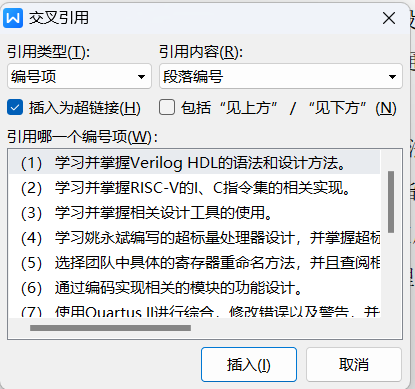 交叉引用
引用类型(T):
引用内容(R):
编号项
段落编号
插入为超链接(H)
包括“见上方” / “见下方”(N)
引用哪一个编号项(W):
(1) 学习并掌握Verilog HDL的语法和设计方法。
(2) 学习并掌握RISC-V的I、C指令集的相关实现。
(3) 学习并掌握相关设计工具的使用。
(4) 学习姚永斌编写的超标量处理器设计，并掌握超标
(5) 选择团队中具体的寄存器重命名方法，并且查阅相
(6) 通过编码实现相关的模块的功能设计。
(7) 使用Quartus II进行综合，修改错误以及警告，并
插入(I)
取消